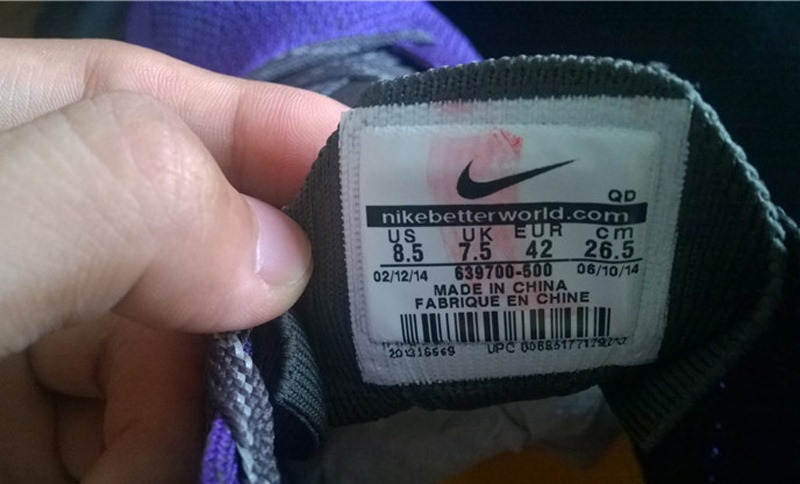 QD
nikebetterworld.com
US UK EUR cm
8.5 7.5 42 26.5
02/12/14 639700-500 06/10/14
MADE IN CHINA
FABRIQUE EN CHINE
UPC